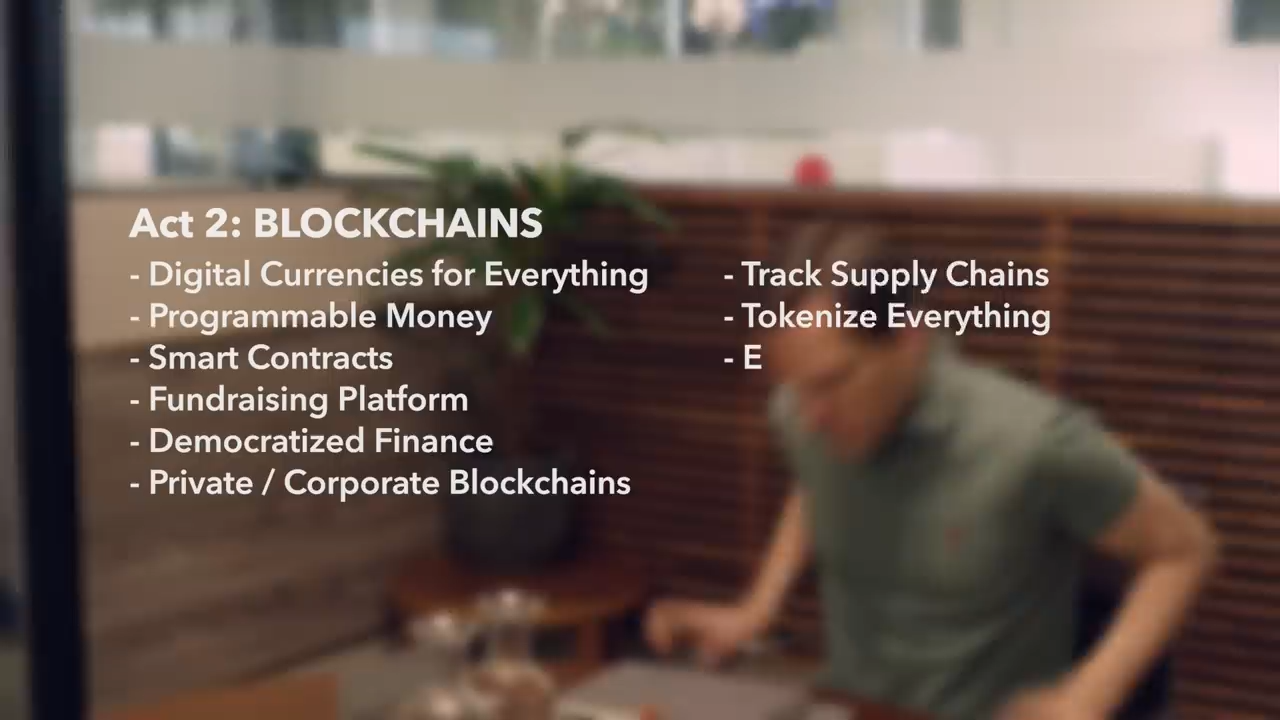 Act 2: BLOCKCHAINS
- Digital Currencies for Everything
- Programmable Money
- Smart Contracts
- Fundraising Platform
- Democratized Finance
- Private / Corporate Blockchains
- Track Supply Chains
- Tokenize Everything
- E